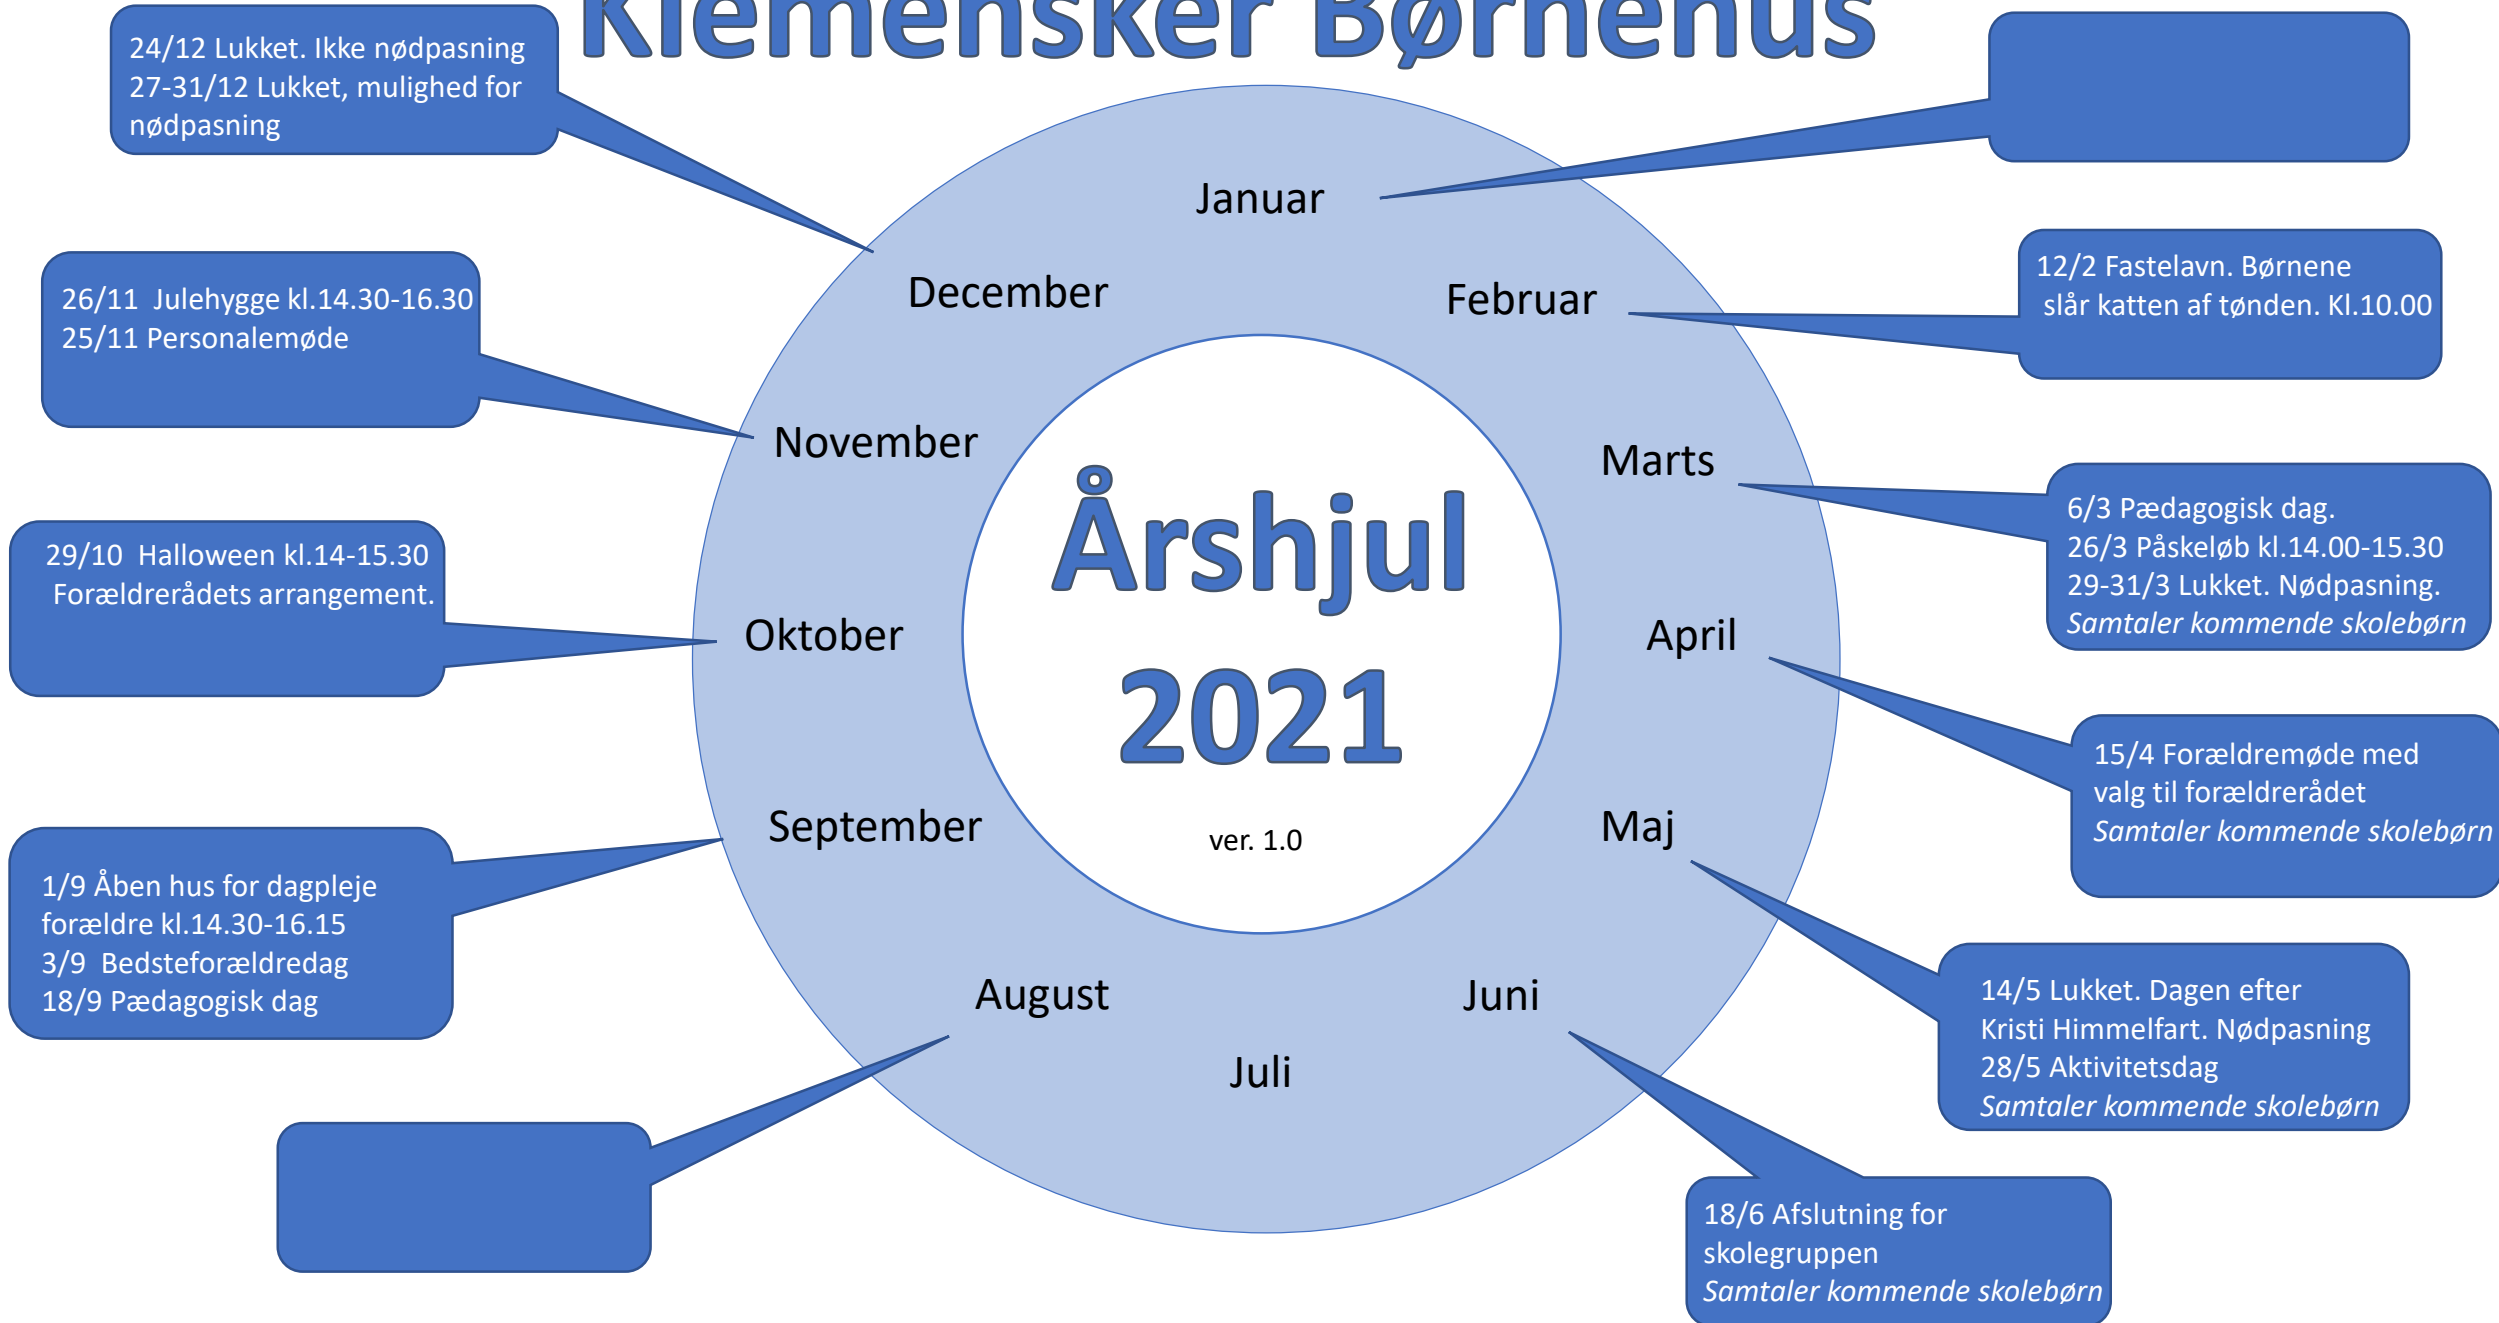 Klemensker Børnehus
24/12 Lukket. Ikke nødpasning
27-31/12 Lukket, mulighed for
nødpasning
Januar
December
Februar
12/2 Fastelavn. Børnene
slår katten af tønden. Kl.10.00
26/11  Julehygge kl.14.30-16.30
25/11 Personalemøde
November
Marts
6/3 Pædagogisk dag.
26/3 Påskeløb kl.14.00-15.30
29-31/3 Lukket. Nødpasning.
Samtaler kommende skolebørn
Årshjul
2021
ver. 1.0
29/10  Halloween kl.14-15.30
Forældrerådets arrangement.
Oktober
April
15/4 Forældremøde med
valg til forældrerådet
Samtaler kommende skolebørn
September
Maj
1/9 Åben hus for dagpleje
forældre kl.14.30-16.15
3/9  Bedsteforældredag
18/9 Pædagogisk dag
August
Juni
Juli
14/5 Lukket. Dagen efter
Kristi Himmelfart. Nødpasning
28/5 Aktivitetsdag
Samtaler kommende skolebørn
18/6 Afslutning for
skolegruppen
Samtaler kommende skolebørn